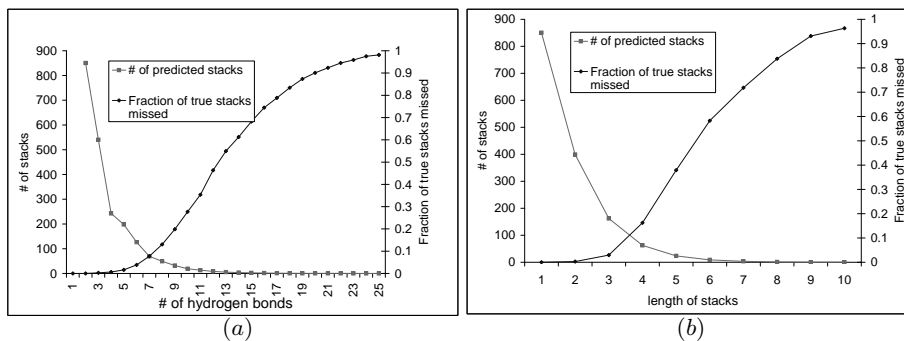 900
800
700
600
500
400
300
200
100
0
# of stacks
1
0.9
0.8
0.7
0.6
0.5
0.4
0.3
0.2
0.1
0
Fraction of true stacks missed
# of predicted stacks
Fraction of true stacks
missed
1 3 5 7 9 11 13 15 17 19 21 23 25
# of hydrogen bonds
(a)
900
800
700
600
500
400
300
200
100
0
# of stacks
1
0.9
0.8
0.7
0.6
0.5
0.4
0.3
0.2
0.1
0
Fraction of true stacks missed
# of predicted stacks
Fraction of true stacks
missed
1 2 3 4 5 6 7 8 9 10
length of stacks
(b)